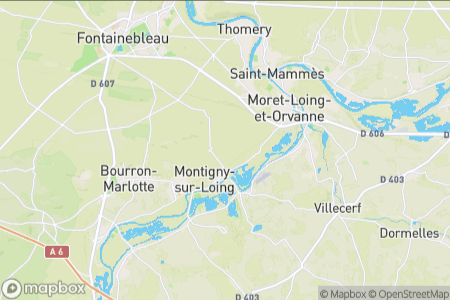 Thomery
Fontainebleau
Saint-Mammès
D 607
Moret-Loing-
et-Orvanne
D 606
Bourron-
Marlotte
Montigny-
sur-Loing
D 403
Villecerf
Dormelles
A 6
D 403
mapbox
© Mapbox © OpenStreetMap